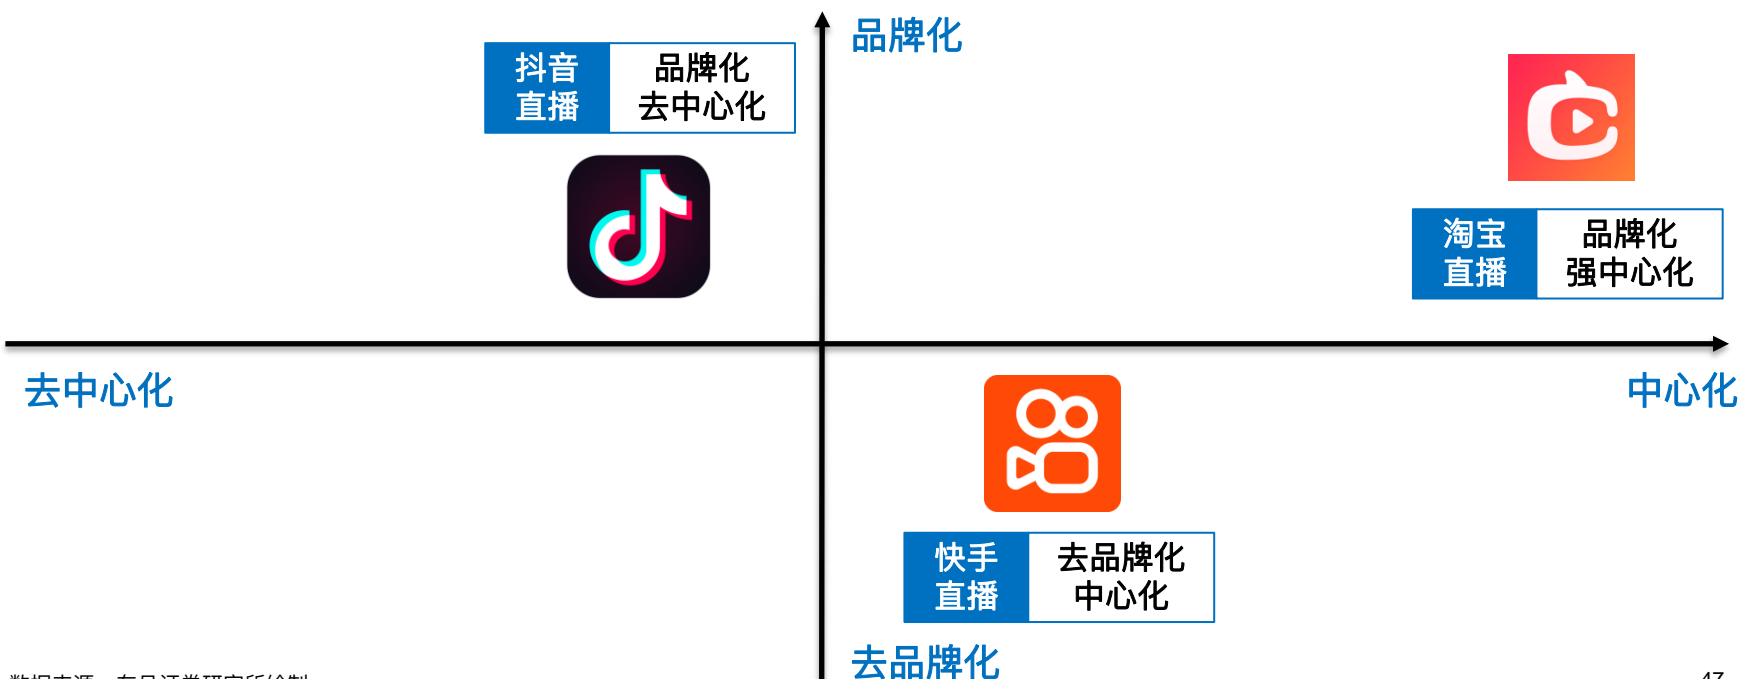 品牌化
抖音
直播
品牌化
去中心化
淘宝
直播
品牌化
强中心化
去中心化
中心化
快手
直播
去品牌化
中心化
去品牌化